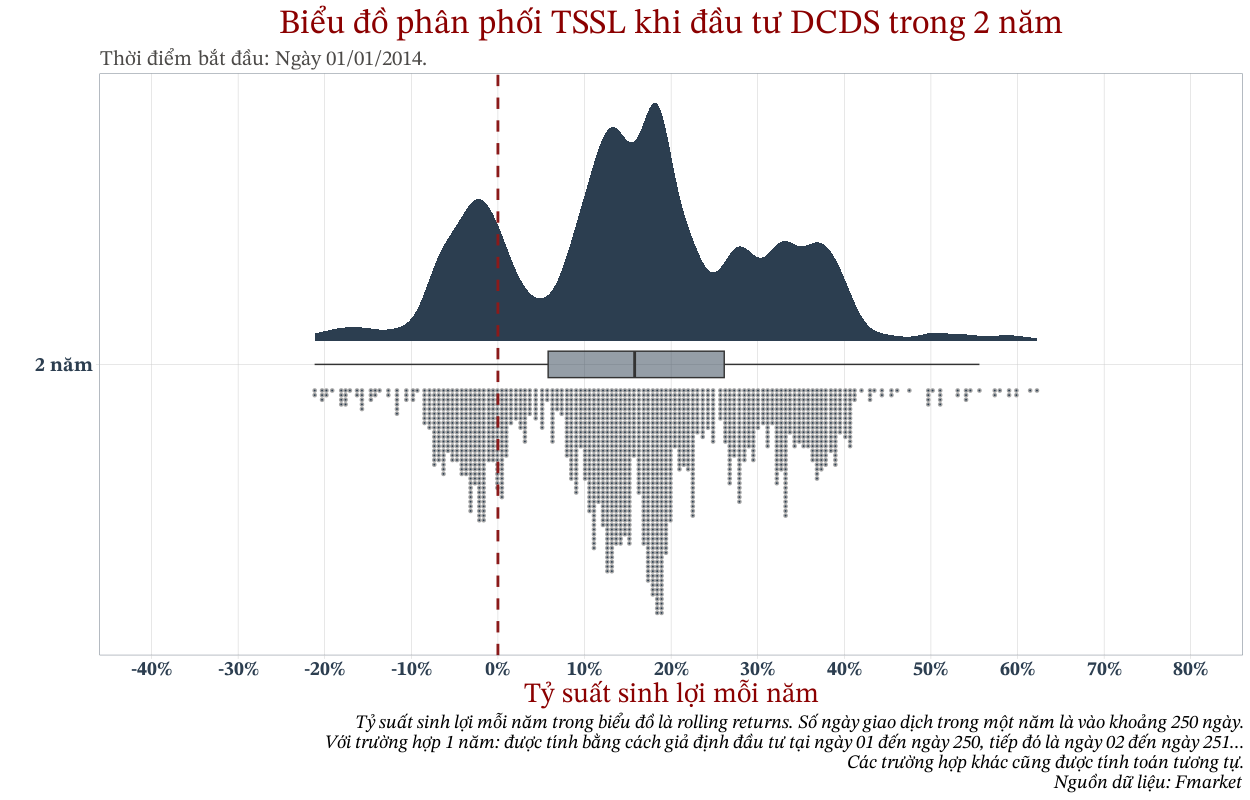 Biểu đồ phân phối TSSL khi đầu tư DCDS trong 2 năm
Thời điểm bắt đầu: Ngày 01/01/2014.
2 năm
-40% -30% -20% -10% 0% 10% 20% 30% 40% 50% 60% 70% 80%
Tỷ suất sinh lợi mỗi năm
Tỷ suất sinh lợi mỗi năm trong biểu đồ là rolling returns. Số ngày giao dịch trong một năm là vào khoảng 250 ngày.
Với trường hợp 1 năm: được tính bằng cách giả định đầu tư tại ngày 01 đến ngày 250, tiếp đó là ngày 02 đến ngày 251...
Các trường hợp khác cũng được tính toán tương tự.
Nguồn dữ liệu: Fmarket